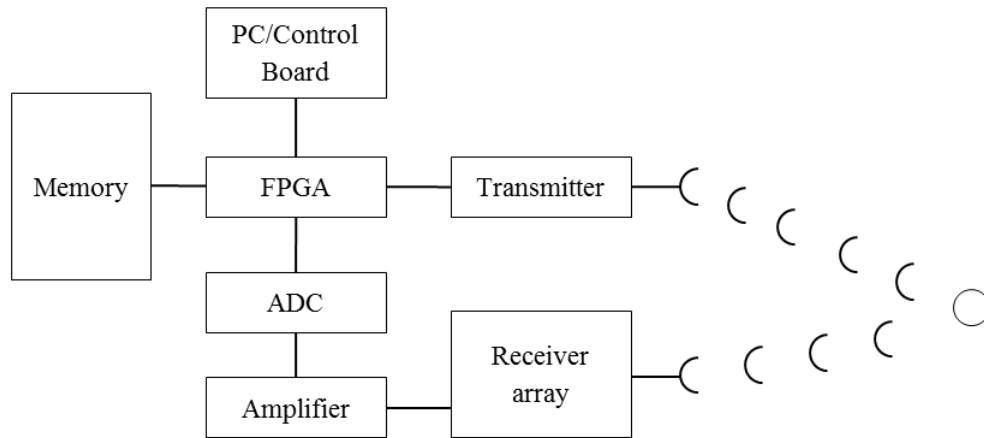 PC/Control
Board
Memory
FPGA
Transmitter
ADC
Receiver
array
Amplifier